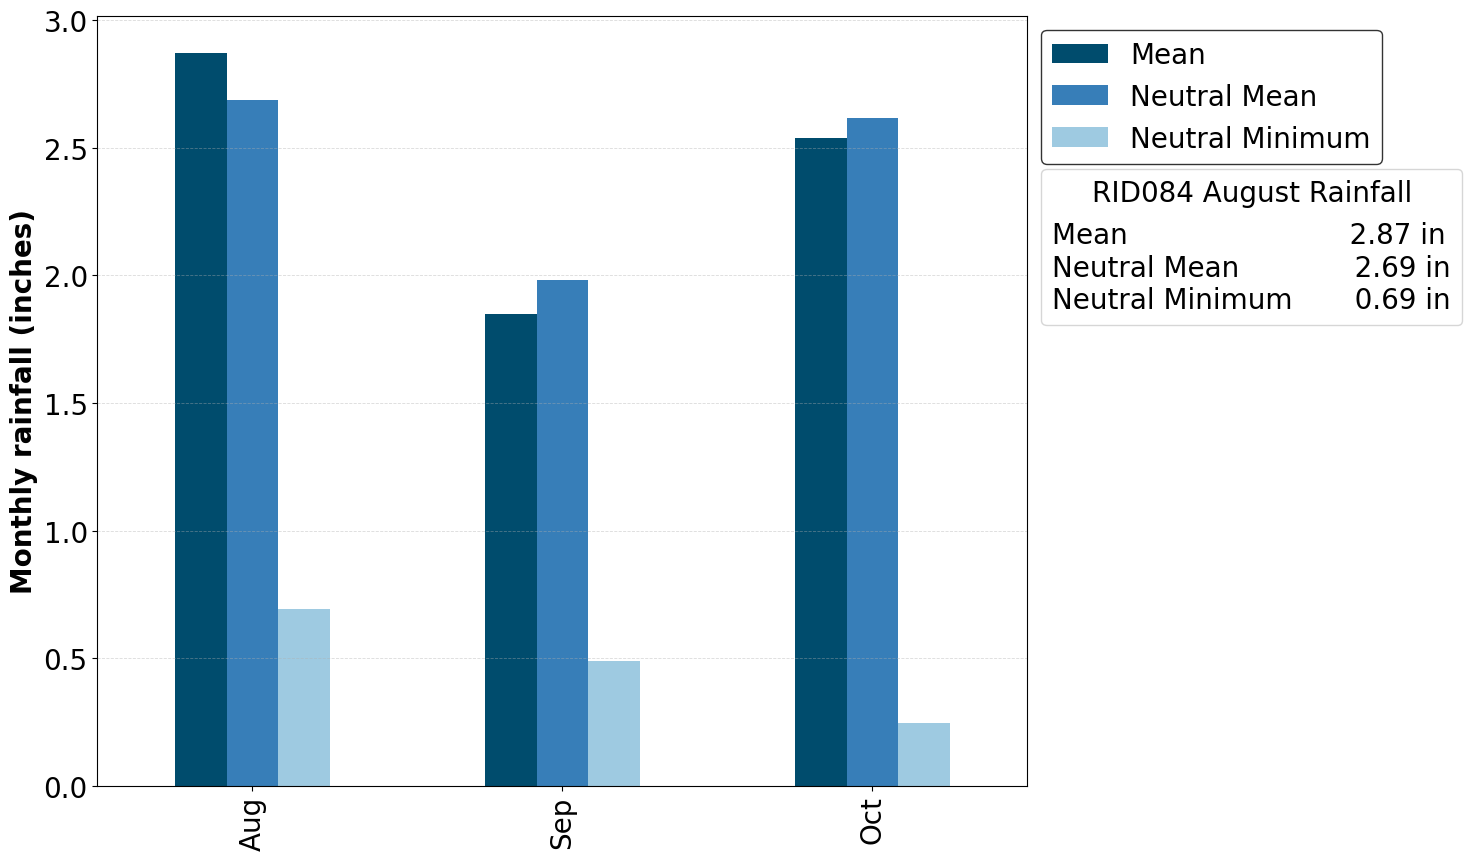 Monthly rainfall (inches)
3.0
2.5
2.0
1.5
1.0
0.5
0.0
Aug
Sep
Oct
Mean
Neutral Mean
Neutral Minimum
RID084 August Rainfall
Mean 2.87 in
Neutral Mean 2.69 in
Neutral Minimum 0.69 in